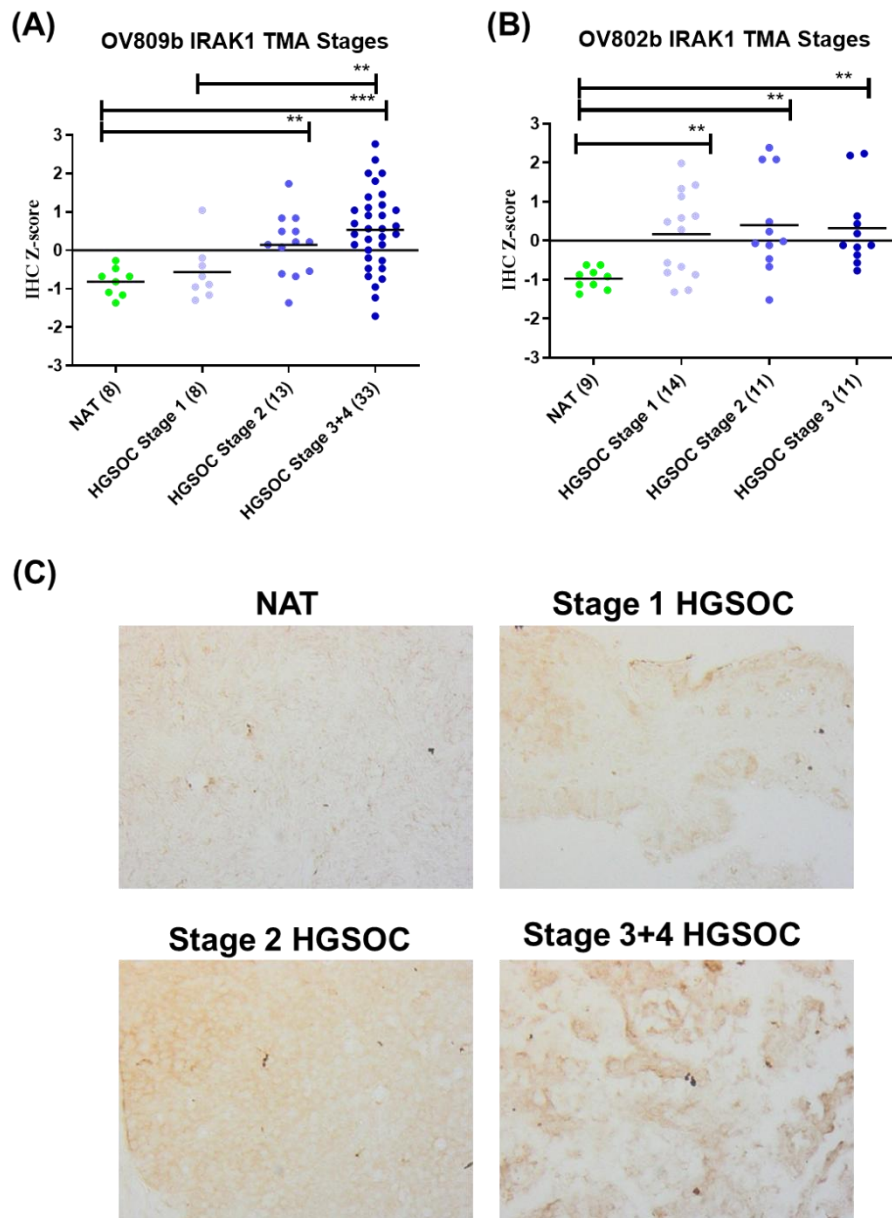 (A)
OV809b IRAK1 TMA Stages
**
***
**
IHC Z-score
3
2
1
0
-1
-2
-3
NAT (8)
HGSOC Stage 1 (8)
HGSOC Stage 2 (13)
HGSOC Stage 3+4 (33)
(B)
OV802b IRAK1 TMA Stages
**
**
**
IHC Z-score
3
2
1
0
-1
-2
-3
NAT (9)
HGSOC Stage 1 (14)
HGSOC Stage 2 (11)
HGSOC Stage 3 (11)
(C)
NAT
Stage 1 HGSOC
Stage 2 HGSOC
Stage 3+4 HGSOC